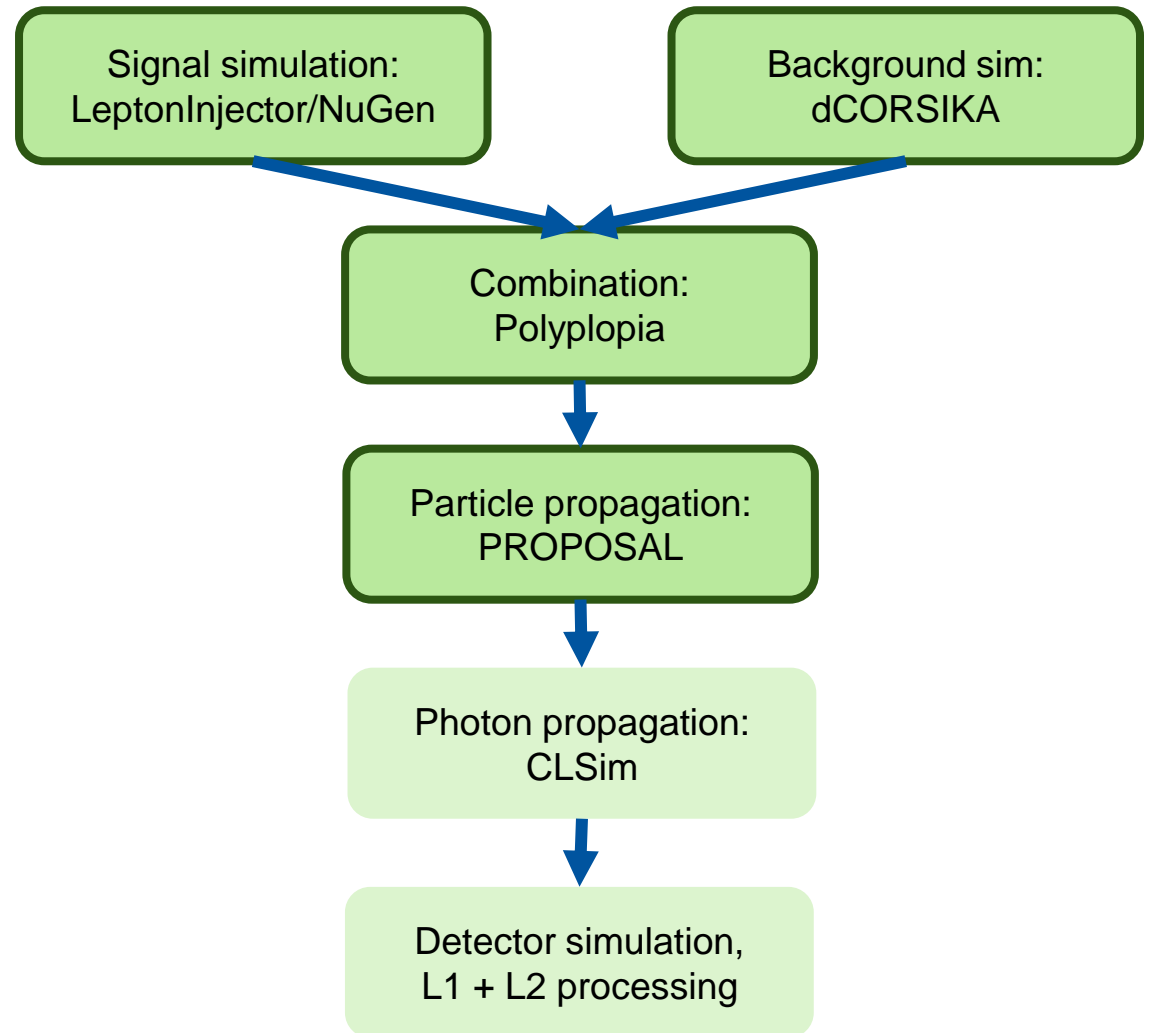 Signal simulation:
LeptonInjector/NuGen
Background sim:
dCORSIKA
Combination:
Polyplopia
Particle propagation:
PROPOSAL
Photon propagation:
CLSim
Detector simulation,
L1 + L2 processing